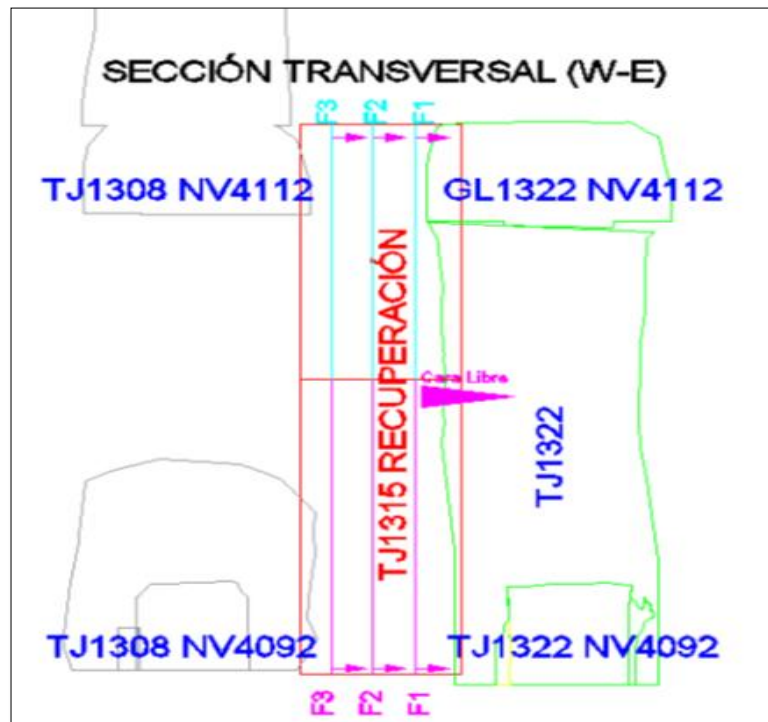 SECCIÓN TRANSVERSAL (W-E)
F3 F2 F1
TJ1308 NV4112 GL1322 NV4112
TJ1315 RECUPERACIÓN
Cara Libre
TJ1322
TJ1308 NV4092 TJ1322 NV4092
F3 F2 F1